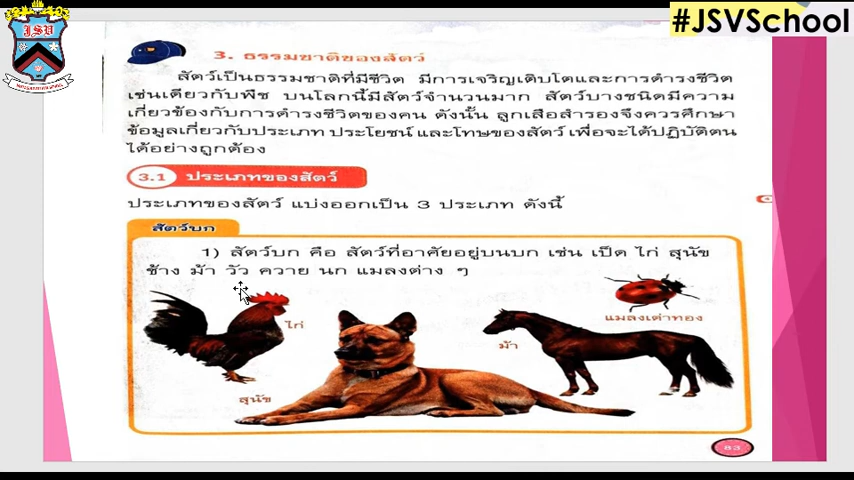 #JSVSchool
JSV
3. ธรรมชาติของสัตว์
สัตว์เป็นธรรมชาติที่มีชีวิต มีการเจริญเติบโตและการดำรงชีวิต
เช่นเดียวกับพืช บนโลกนี้มีสัตว์จำนวนมาก สัตว์บางชนิดมีความ
เกี่ยวข้องกับการดำรงชีวิตของคน ดังนั้น ลูกเสือสำรองจึงควรศึกษา
ข้อมูลเกี่ยวกับประเภท ประโยชน์ และโทษของสัตว์ เพื่อจะได้ปฏิบัติตน
ได้อย่างถูกต้อง
3.1 ประเภทของสัตว์
ประเภทของสัตว์ แบ่งออกเป็น 3 ประเภท ดังนี้
สัตว์บก
1) สัตว์บก คือ สัตว์ที่อาศัยอยู่บนบก เช่น เป็ด ไก่ สุนัข
ช้าง ม้า วัว ควาย นก แมลงต่าง ๆ
ไก่
แมลงเต่าทอง
ม้า
สุนัข
83